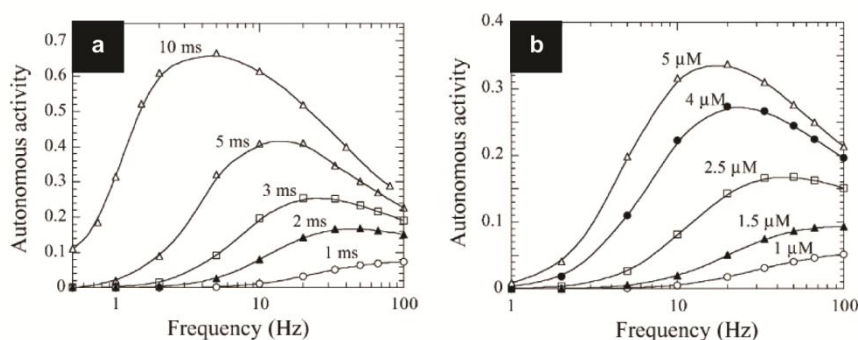 a
Autonomous activity
0.7
0.6
0.5
0.4
0.3
0.2
0.1
0
10 ms
5 ms
3 ms
2 ms
1 ms
1 10 100
Frequency (Hz)
b
Autonomous activity
0.4
0.3
0.2
0.1
0
5 µM
4 µM
2.5 µM
1.5 µM
1 µM
1 10 100
Frequency (Hz)